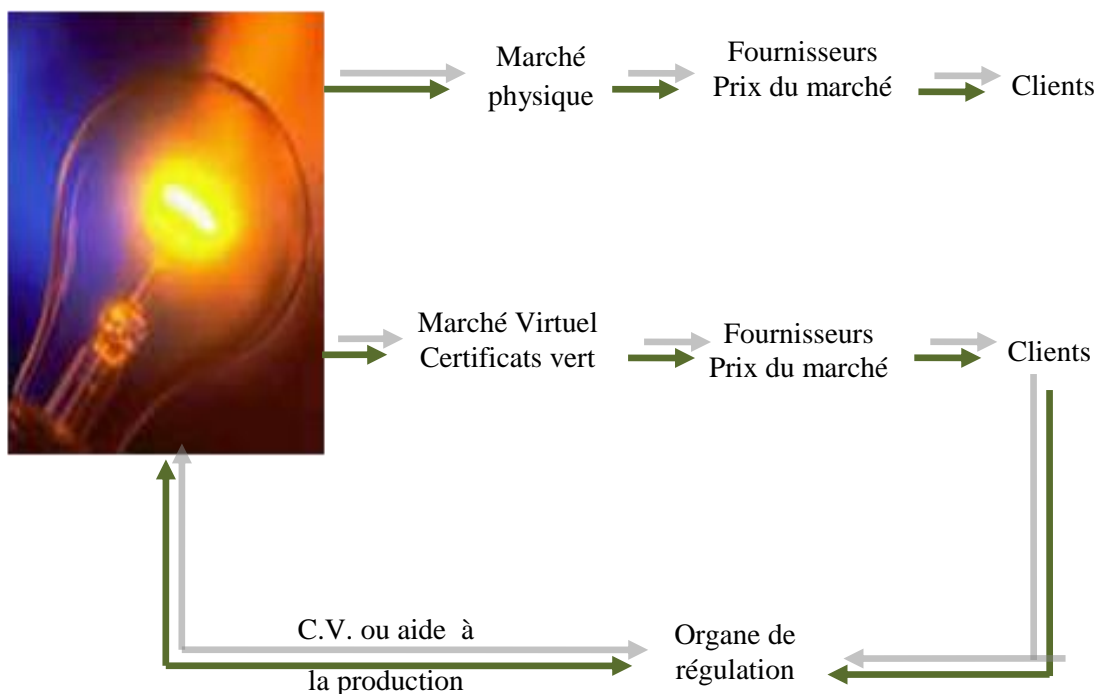 Marché
physique
Fournisseurs
Prix du marché
Clients
Marché Virtuel
Certificats vert
Fournisseurs
Prix du marché
Clients
C.V. ou aide à
la production
Organe de
régulation